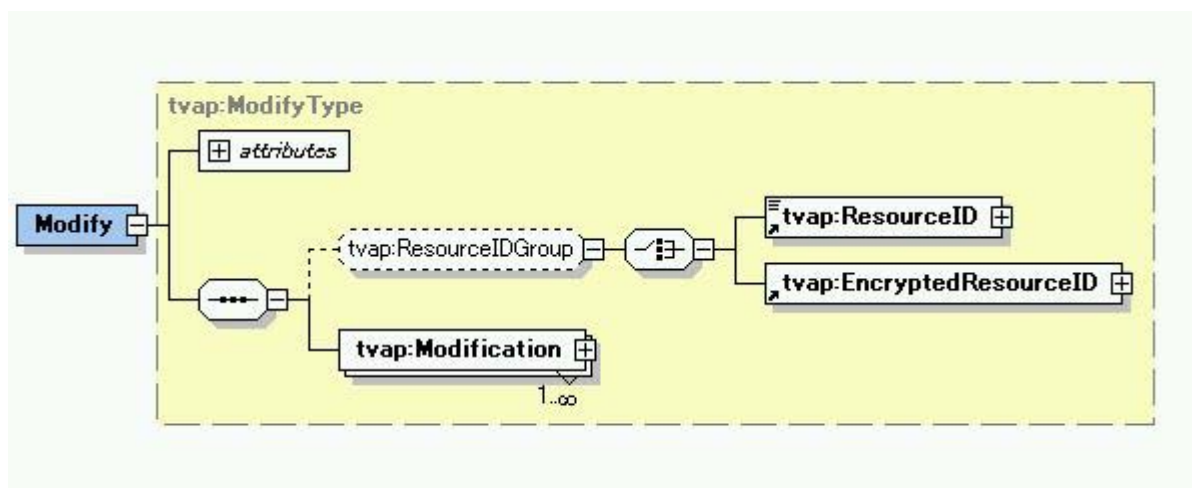 tvap:ModifyType
attributes
Modify
tvap:ResourceIDGroup
tvap:ResourceID
tvap:EncryptedResourceID
tvap:Modification
1..∞